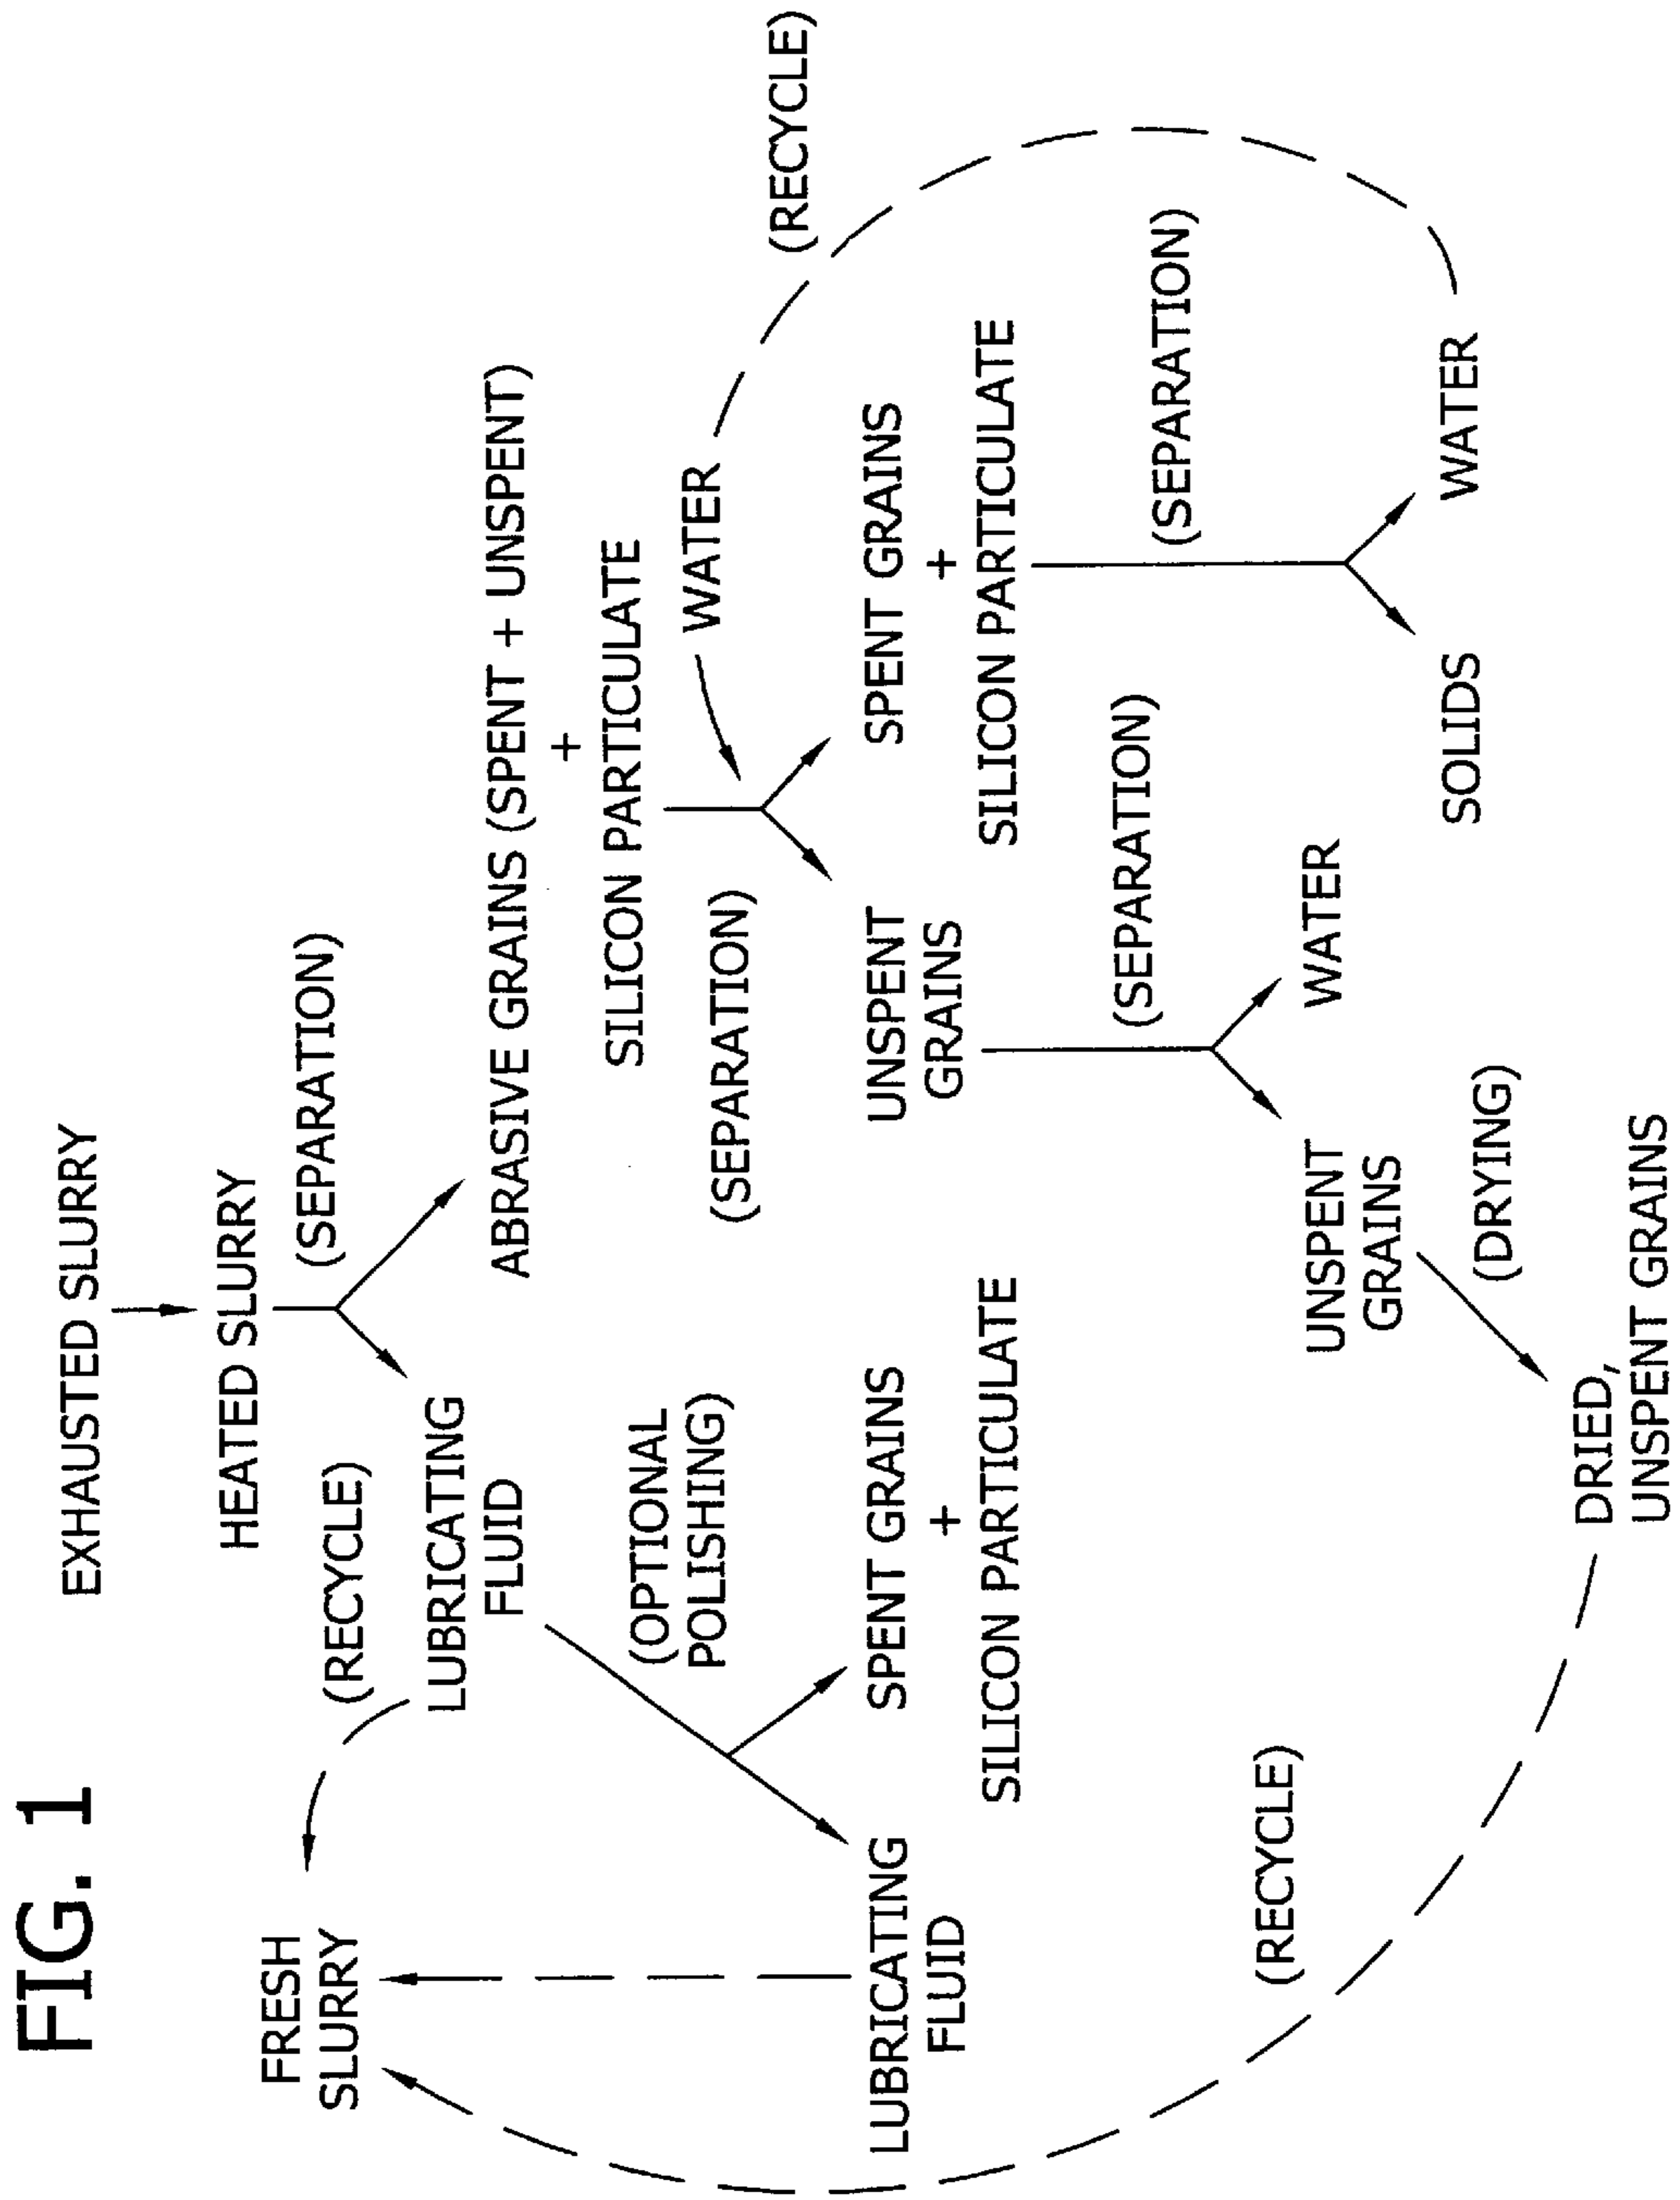 FIG. 1
EXHAUSTED SLURRY
HEATED SLURRY
(SEPARATION)
(RECYCLE)
FRESH
SLURRY
LUBRICATING
FLUID
ABRASIVE GRAINS (SPENT + UNSPENT)
+
SILICON PARTICULATE
(OPTIONAL
POLISHING)
(SEPARATION)
WATER
(RECYCLE)
LUBRICATING
FLUID
SPENT GRAINS
+
SILICON PARTICULATE
UNSPENT
GRAINS
SPENT GRAINS
+
SILICON PARTICULATE
(SEPARATION)
(SEPARATION)
(RECYCLE)
UNSPENT
GRAINS
WATER
SOLIDS
WATER
(DRYING)
DRIED,
UNSPENT GRAINS